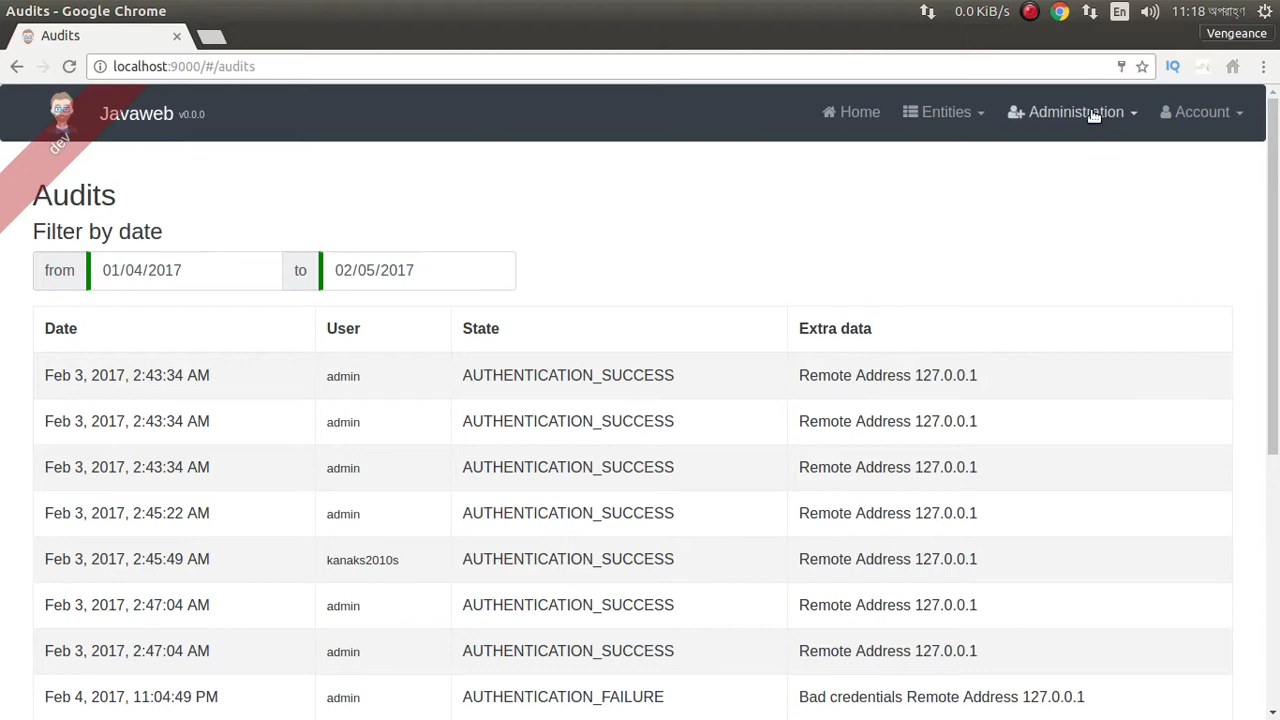 Audits - Google Chrome
0.0 KiB/s En 11:18 অপরাহ্ণ
Audits
Vengeance
localhost:9000/#/audits
IQ
Javaweb v0.0.0
Home Entities Administration Account
dev
Audits
Filter by date
from 01/04/2017 to 02/05/2017
Date User State Extra data
Feb 3, 2017, 2:43:34 AM admin AUTHENTICATION_SUCCESS Remote Address 127.0.0.1
Feb 3, 2017, 2:43:34 AM admin AUTHENTICATION_SUCCESS Remote Address 127.0.0.1
Feb 3, 2017, 2:43:34 AM admin AUTHENTICATION_SUCCESS Remote Address 127.0.0.1
Feb 3, 2017, 2:45:22 AM admin AUTHENTICATION_SUCCESS Remote Address 127.0.0.1
Feb 3, 2017, 2:45:49 AM kanaks2010s AUTHENTICATION_SUCCESS Remote Address 127.0.0.1
Feb 3, 2017, 2:47:04 AM admin AUTHENTICATION_SUCCESS Remote Address 127.0.0.1
Feb 3, 2017, 2:47:04 AM admin AUTHENTICATION_SUCCESS Remote Address 127.0.0.1
Feb 4, 2017, 11:04:49 PM admin AUTHENTICATION_FAILURE Bad credentials Remote Address 127.0.0.1